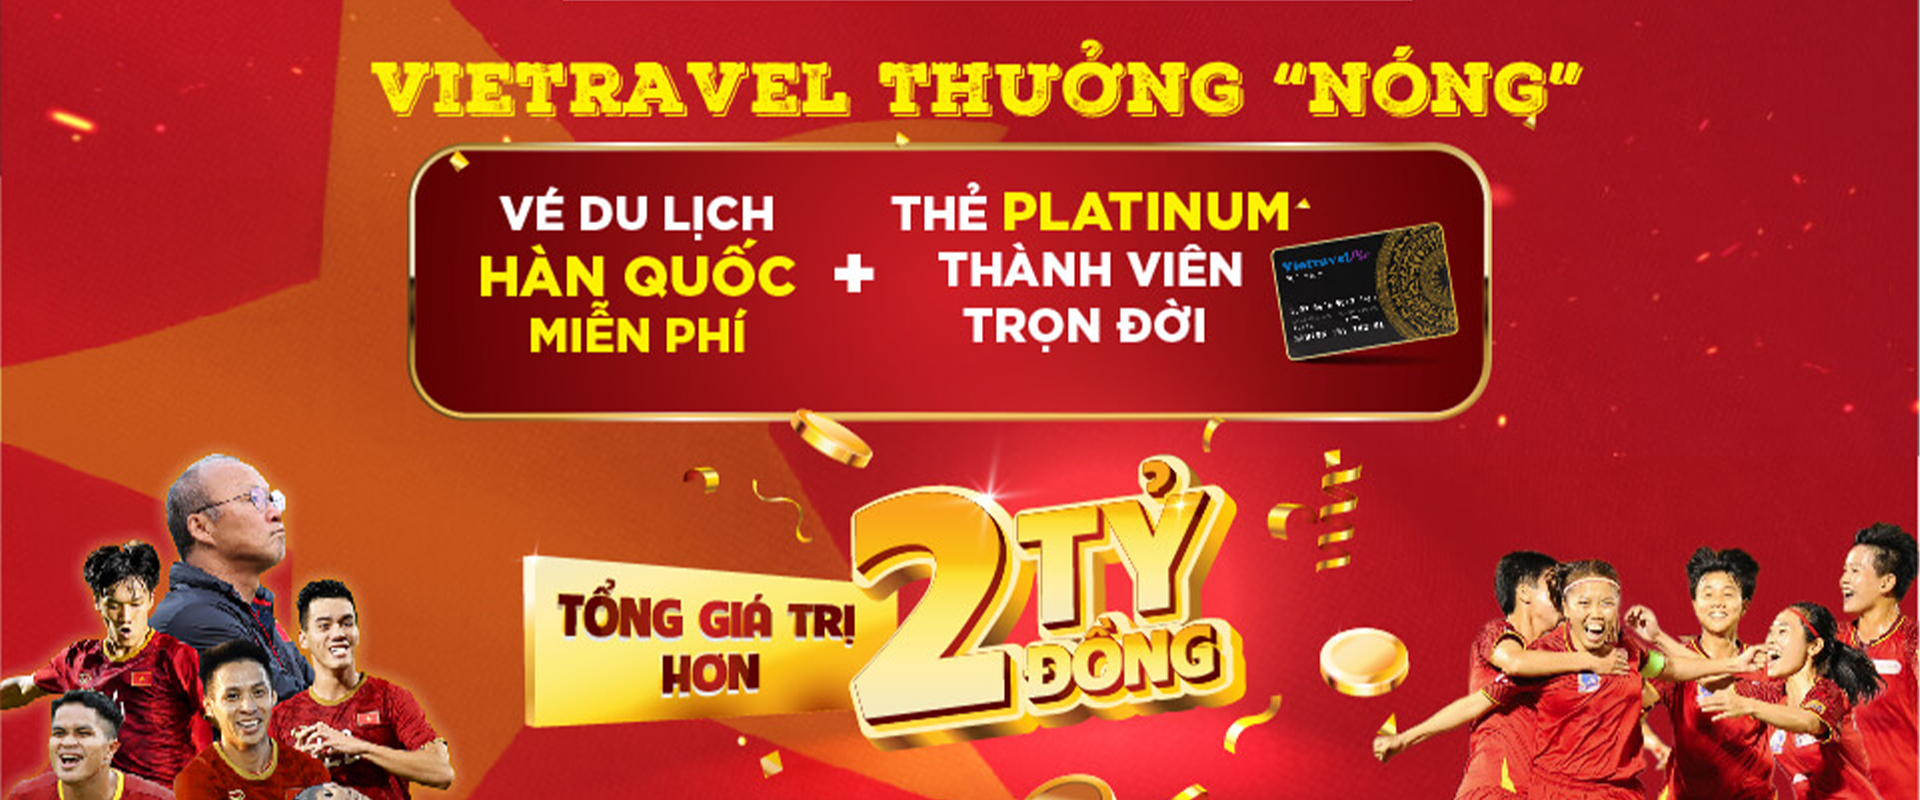 VIETRAVEL THƯỞNG “NÓNG”
VÉ DU LỊCH
HÀN QUỐC
MIỄN PHÍ
+
THẺ PLATINUM
THÀNH VIÊN
TRỌN ĐỜI
TỔNG GIÁ TRỊ
HƠN
2 TỶ
ĐỒNG